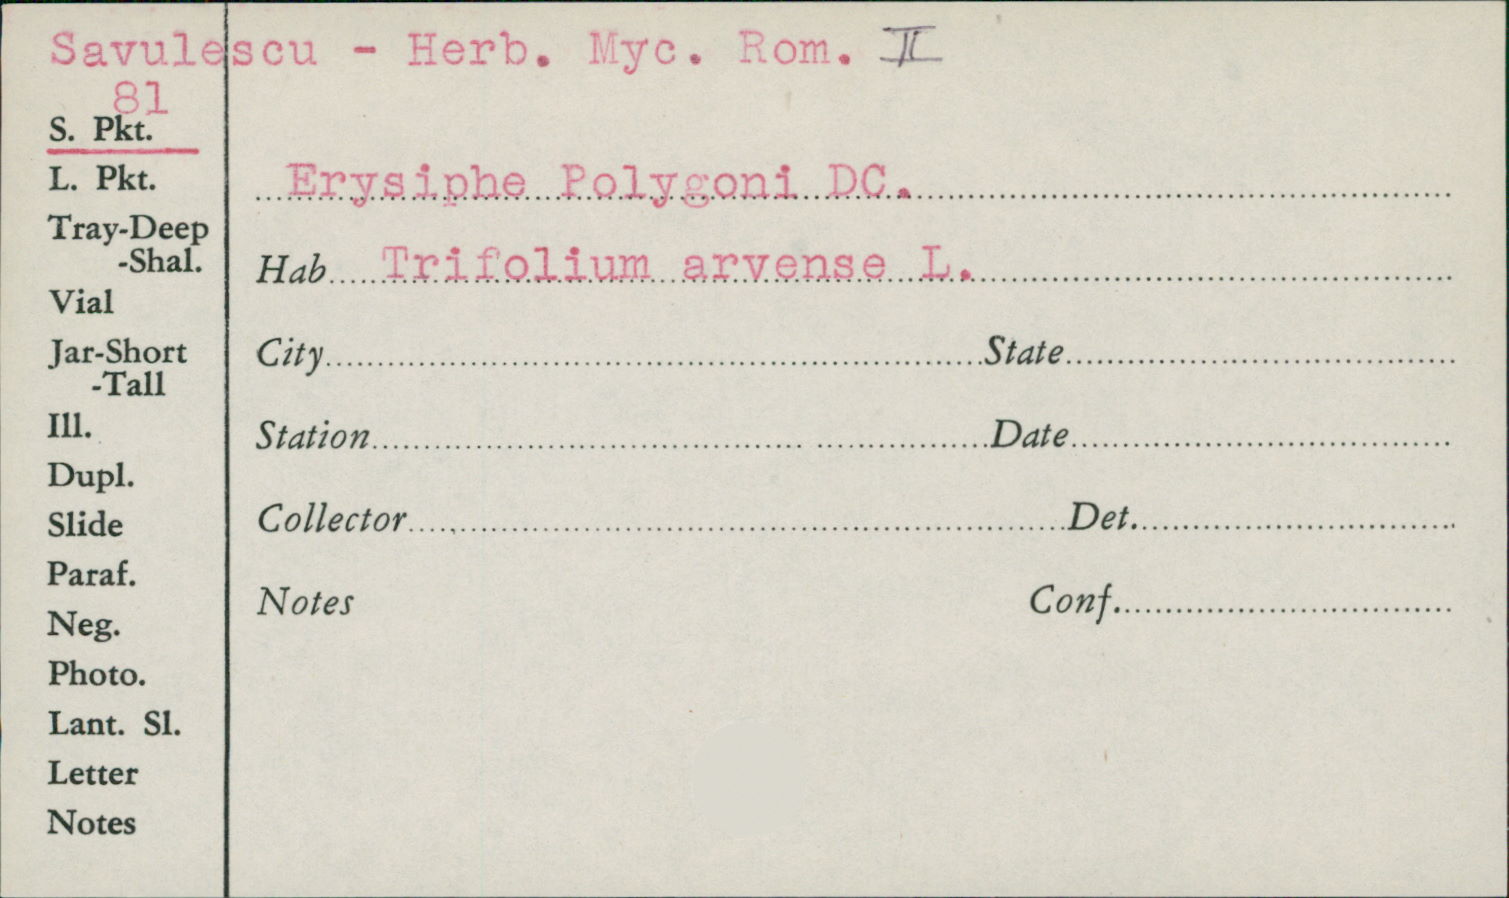 Savulescu - Herb. Myc. Rom. II
81
S. Pkt.
L. Pkt.
Tray-Deep
-Shal.
Vial
Jar-Short
-Tall
Ill.
Dupl.
Slide
Paraf.
Neg.
Photo.
Lant. Sl.
Letter
Notes
Erysiphe Polygoni DC.
Hab. Trifolium arvense L.
City State
Station Date
Collector Det.
Notes Conf.